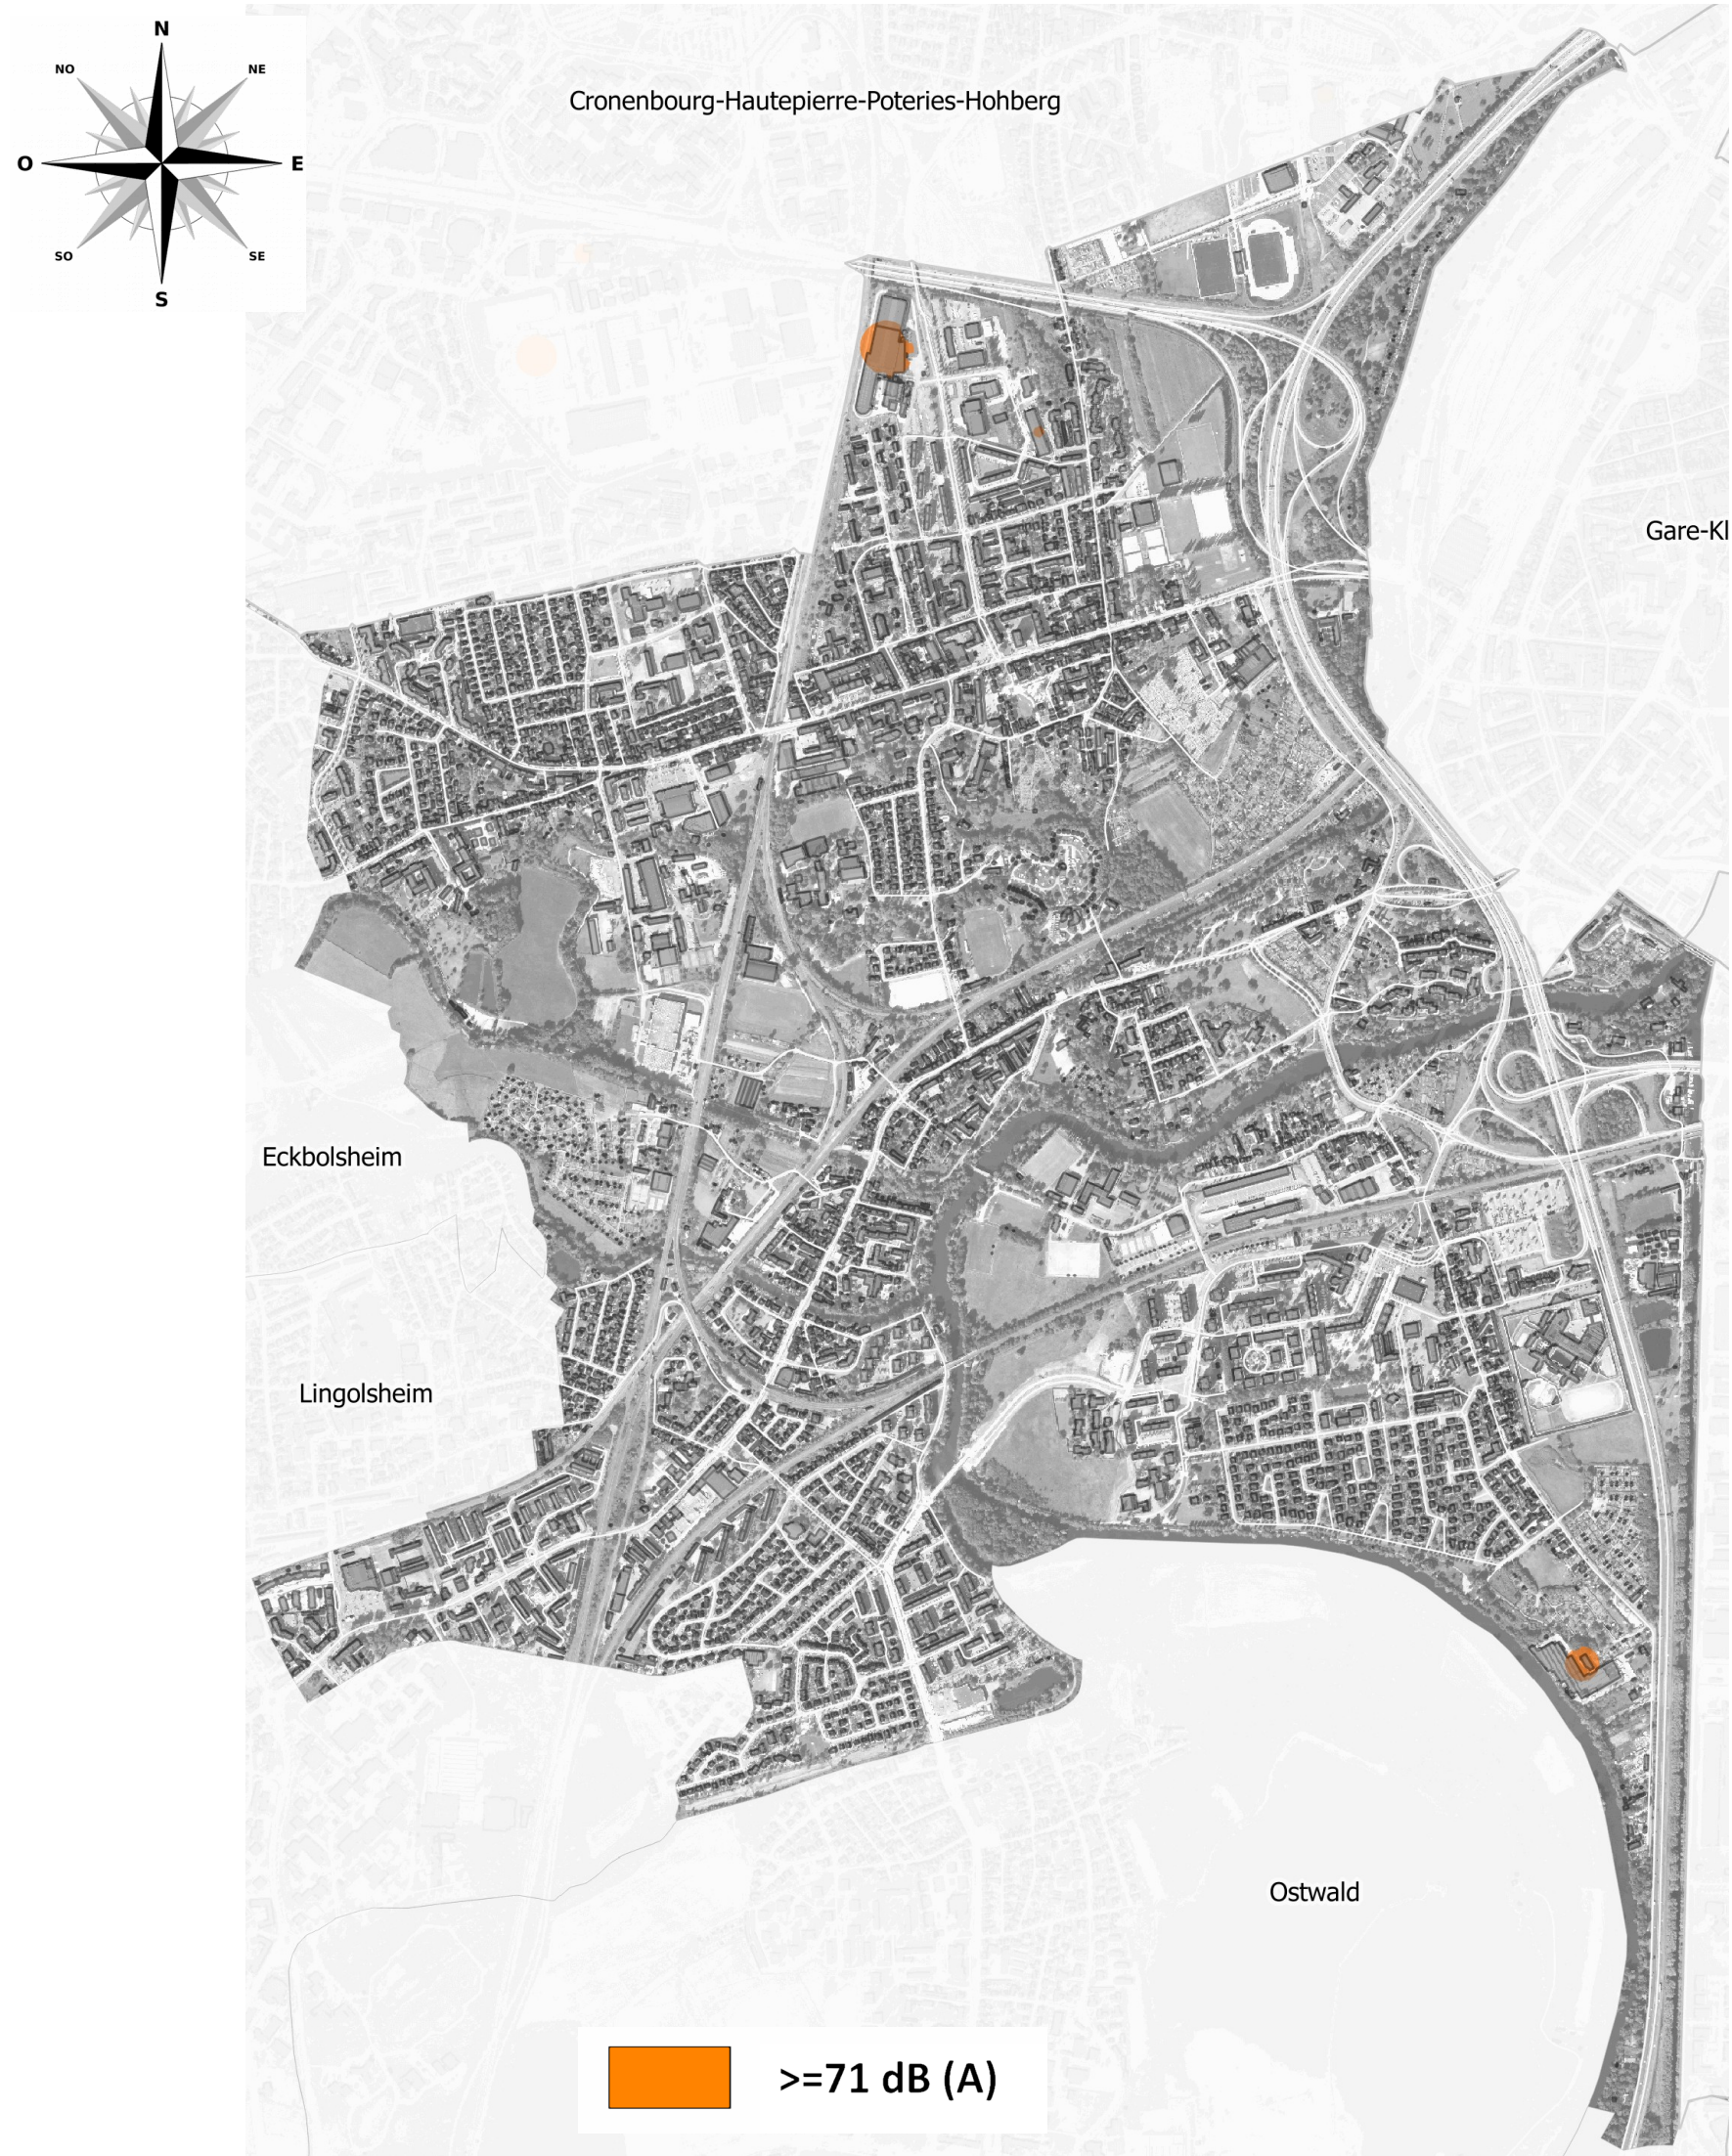 N
NO
NE
Cronenbourg-Hautepierre-Poteries-Hohberg
O
E
SO
SE
S
Gare-Kl
Eckbolsheim
Lingolsheim
Ostwald
>=71 dB (A)